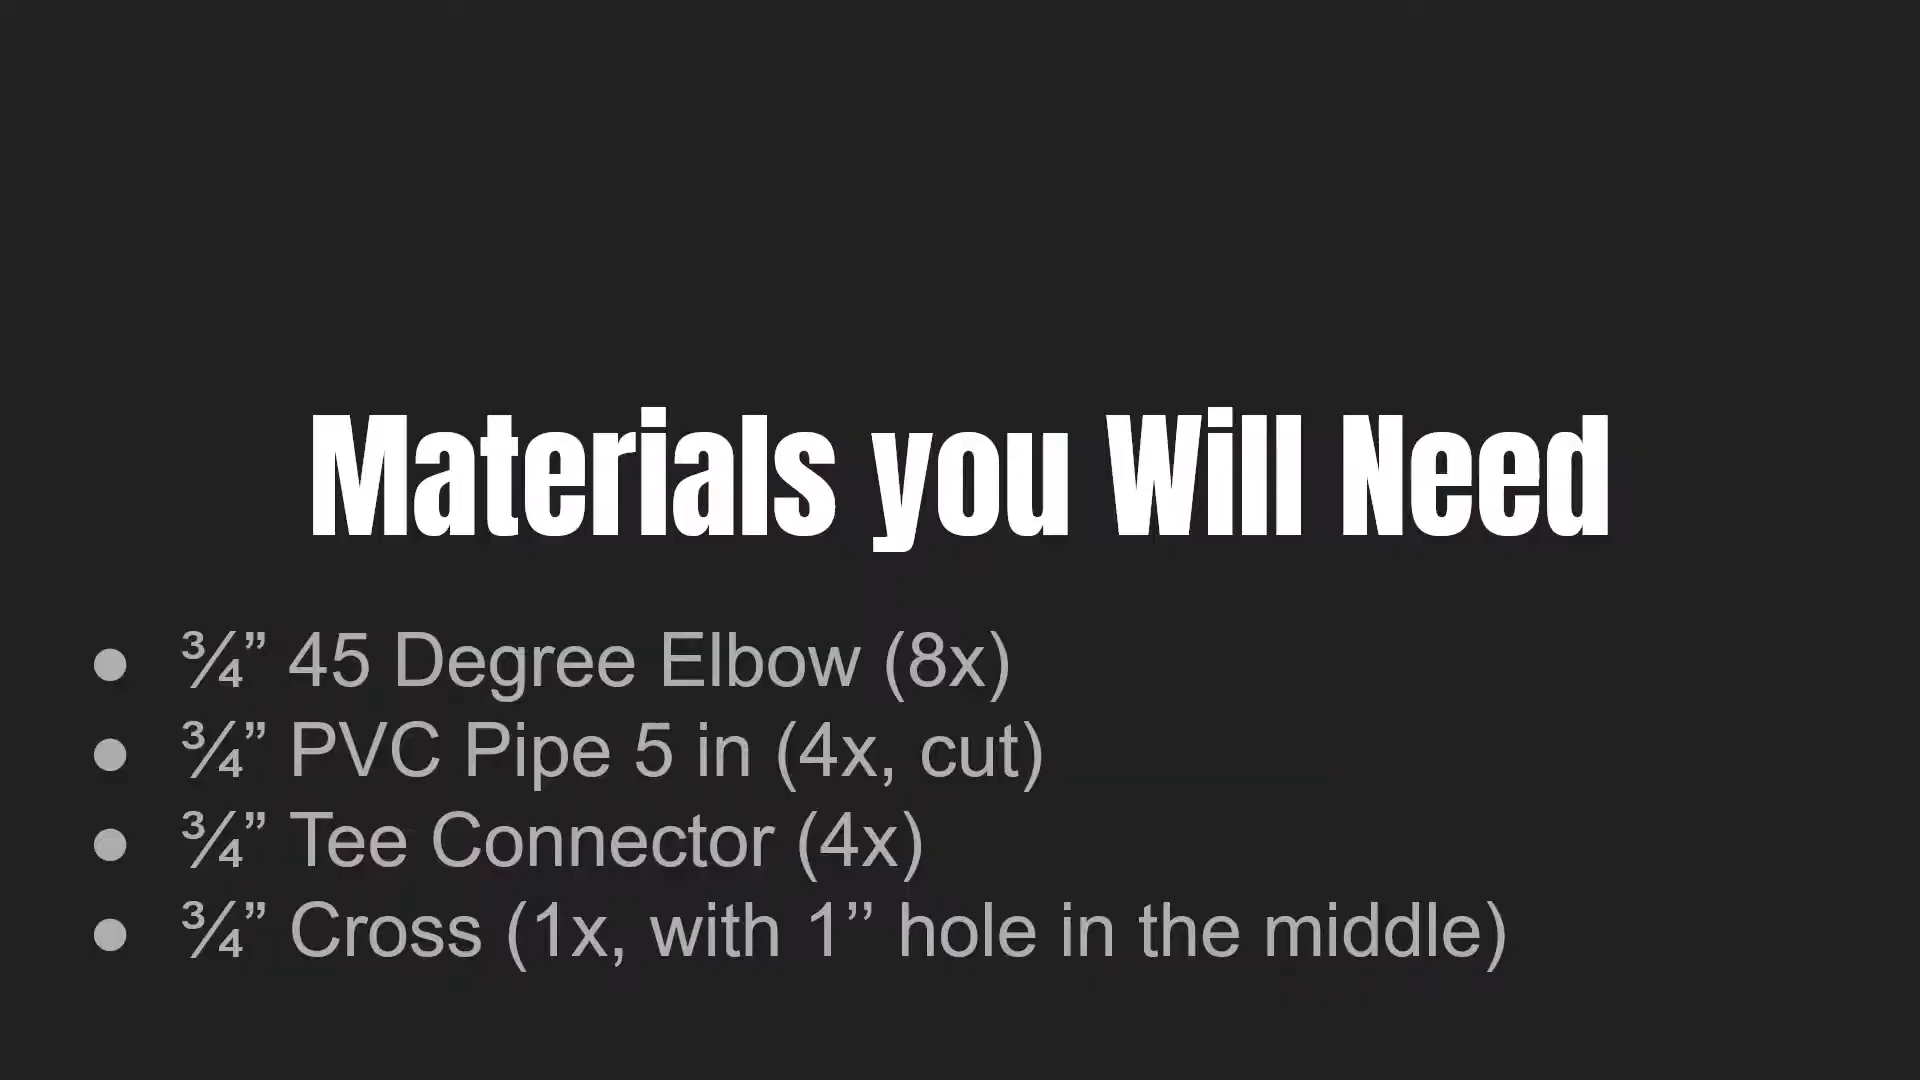 Materials you Will Need
● ¾” 45 Degree Elbow (8x)
● ¾” PVC Pipe 5 in (4x, cut)
● ¾” Tee Connector (4x)
● ¾” Cross (1x, with 1’’ hole in the middle)